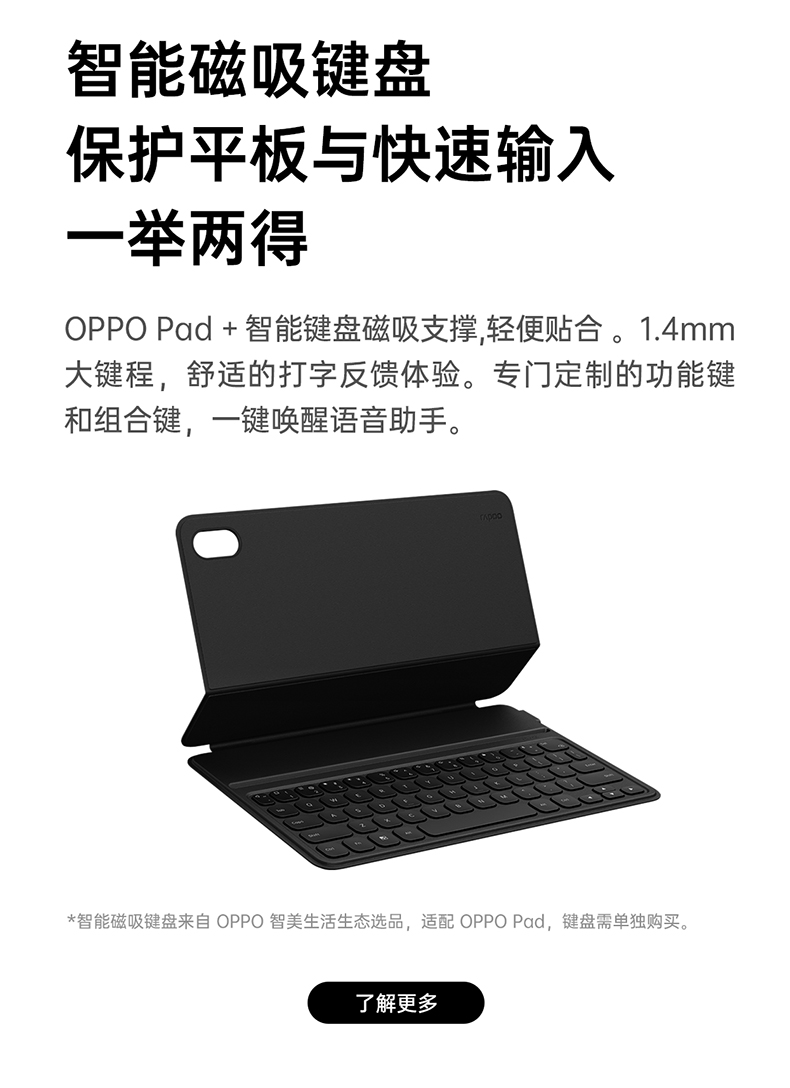 智能磁吸键盘
保护平板与快速输入
一举两得
OPPO Pad + 智能键盘磁吸支撑,轻便贴合 。1.4mm
大键程，舒适的打字反馈体验。专门定制的功能键
和组合键，一键唤醒语音助手。
*智能磁吸键盘来自 OPPO 智美生活生态选品，适配 OPPO Pad，键盘需单独购买。
了解更多